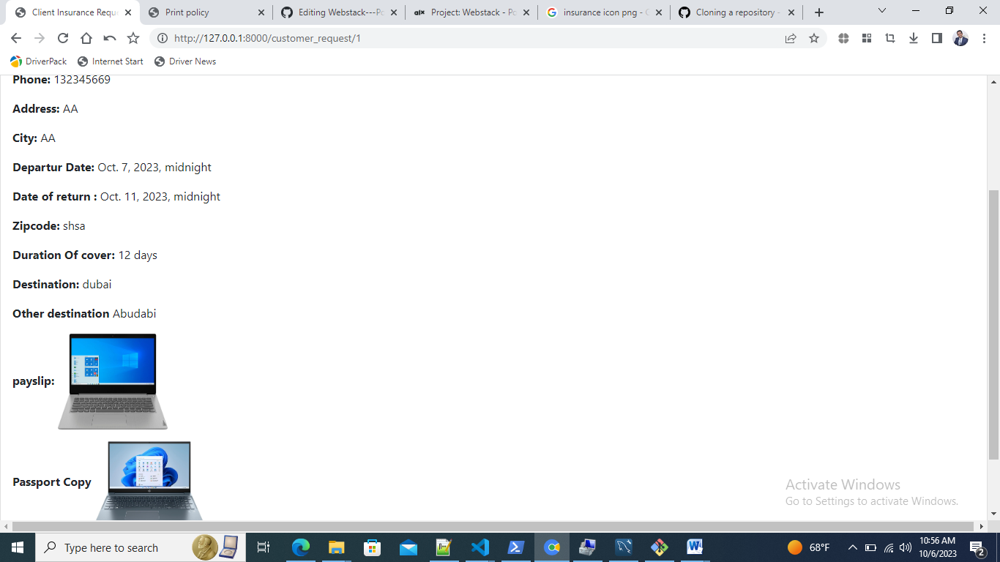 Client Insurance Requ
Print policy
Editing Webstack---Po
Project: Webstack - Po
insurance icon png - G
Cloning a repository -
http://127.0.0.1:8000/customer_request/1
DriverPack
Internet Start
Driver News
Phone: 132345669
Address: AA
City: AA
Departur Date: Oct. 7, 2023, midnight
Date of return : Oct. 11, 2023, midnight
Zipcode: shsa
Duration Of cover: 12 days
Destination: dubai
Other destination Abudabi
payslip:
Passport Copy
Activate Windows
Go to Settings to activate Windows.
Type here to search
68°F
10:56 AM
10/6/2023
2